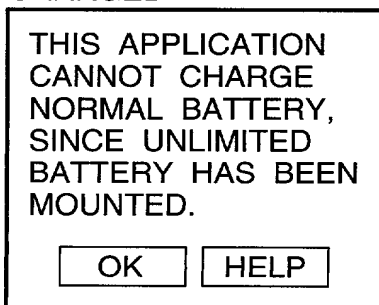 THIS APPLICATION
CANNOT CHARGE
NORMAL BATTERY,
SINCE UNLIMITED
BATTERY HAS BEEN
MOUNTED.
OK HELP